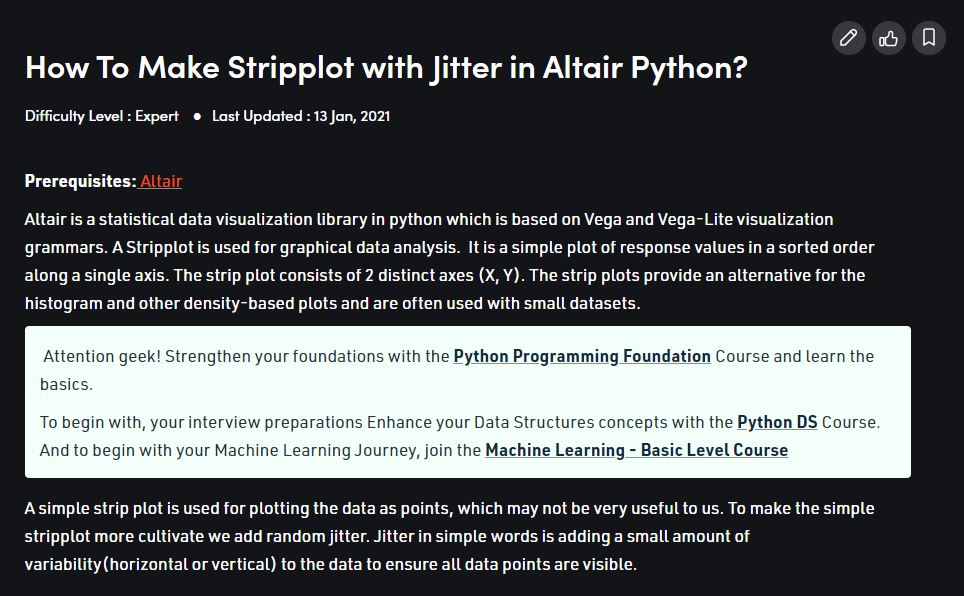 How To Make Stripplot with Jitter in Altair Python?
Difficulty Level : Expert ● Last Updated : 13 Jan, 2021
Prerequisites: Altair
Altair is a statistical data visualization library in python which is based on Vega and Vega-Lite visualization
grammars. A Stripplot is used for graphical data analysis.  It is a simple plot of response values in a sorted order
along a single axis. The strip plot consists of 2 distinct axes (X, Y). The strip plots provide an alternative for the
histogram and other density-based plots and are often used with small datasets.
Attention geek! Strengthen your foundations with the Python Programming Foundation Course and learn the
basics.
To begin with, your interview preparations Enhance your Data Structures concepts with the Python DS Course.
And to begin with your Machine Learning Journey, join the Machine Learning - Basic Level Course
A simple strip plot is used for plotting the data as points, which may not be very useful to us. To make the simple
stripplot more cultivate we add random jitter. Jitter in simple words is adding a small amount of
variability(horizontal or vertical) to the data to ensure all data points are visible.